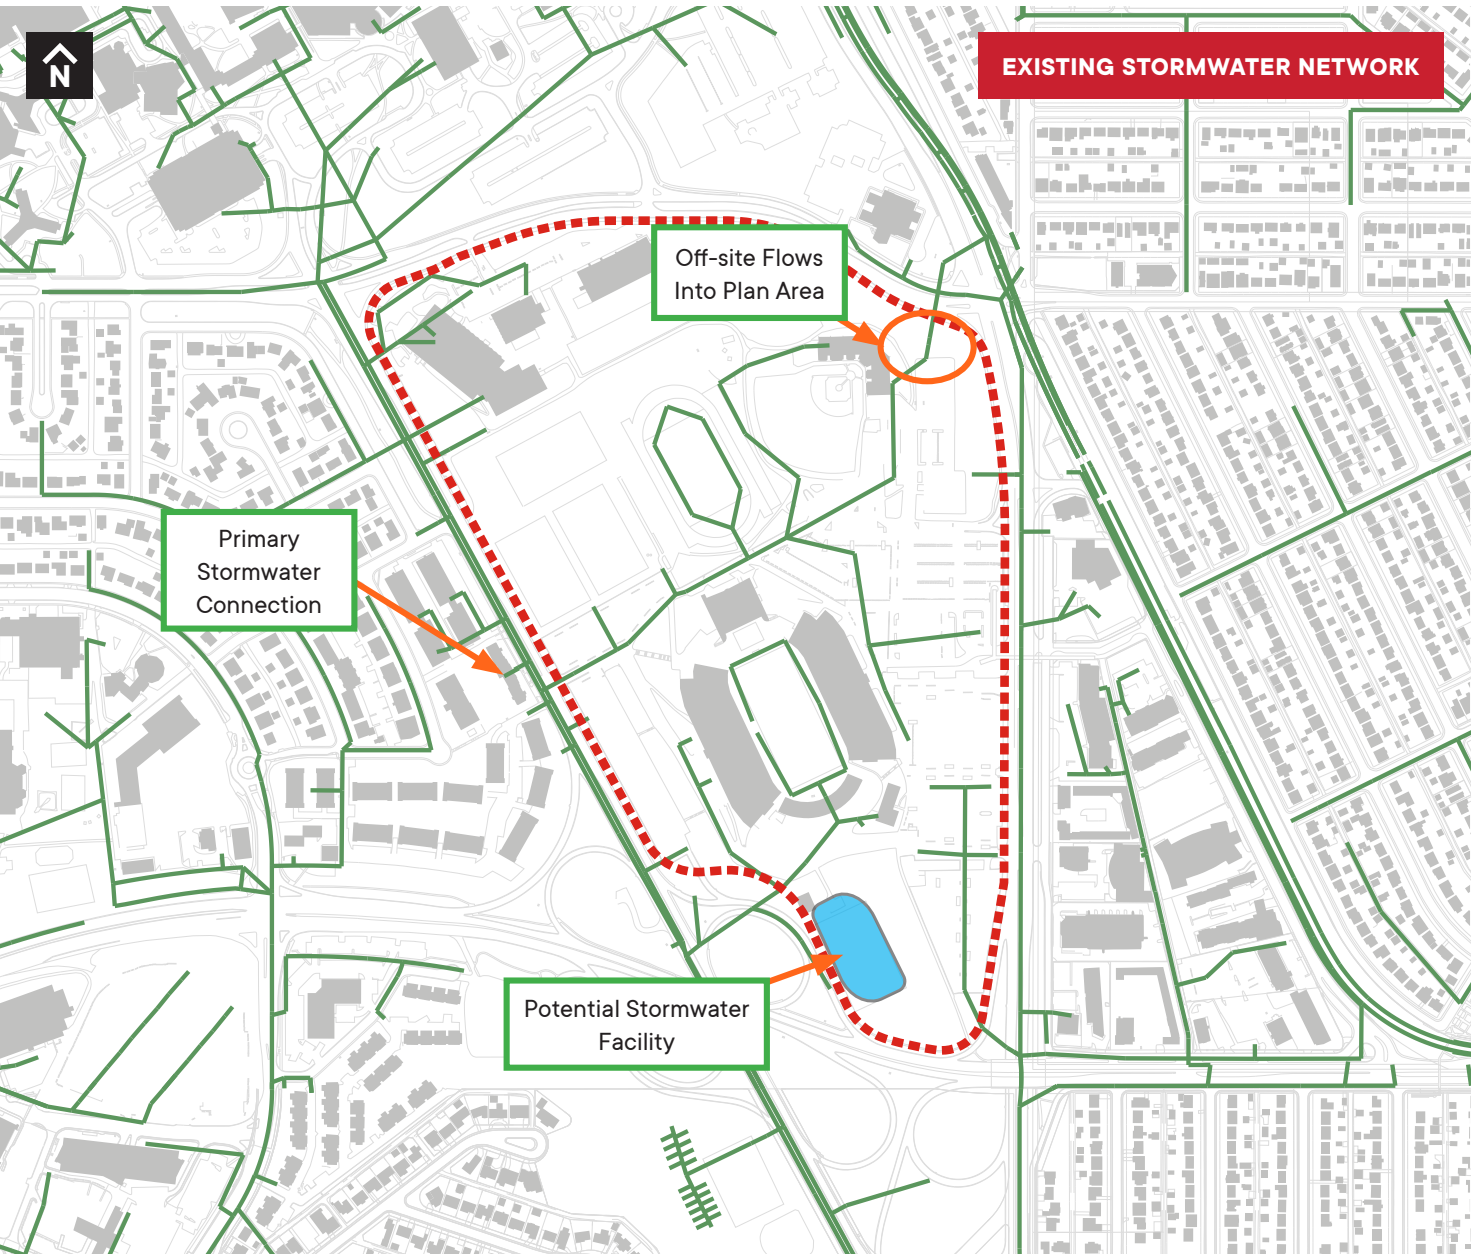 N
EXISTING STORMWATER NETWORK
Off-site Flows
Into Plan Area
Primary
Stormwater
Connection
Potential Stormwater
Facility